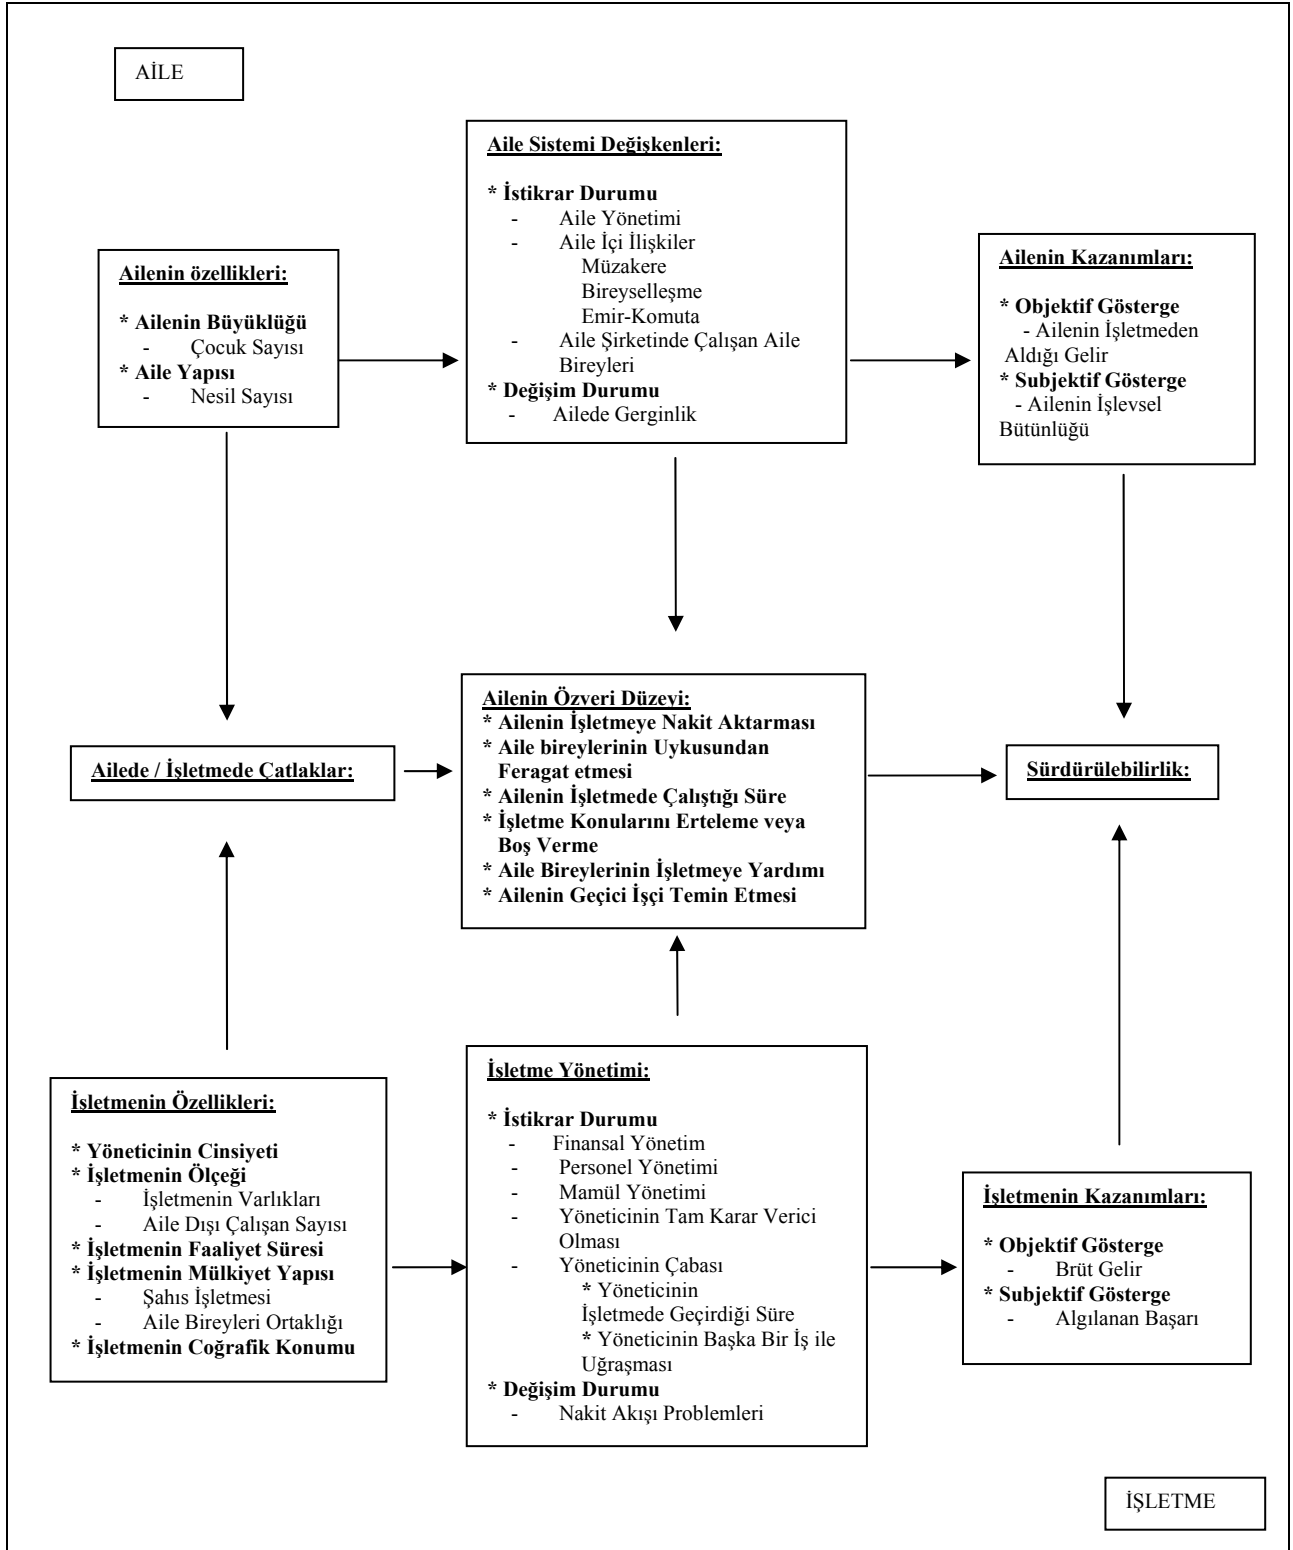 AİLE
Aile Sistemi Değişkenleri:
* İstikrar Durumu
- Aile Yönetimi
- Aile İçi İlişkiler
Müzakere
Bireyselleşme
Emir-Komuta
- Aile Şirketinde Çalışan Aile
Bireyleri
* Değişim Durumu
- Ailede Gerginlik
Ailenin özellikleri:
* Ailenin Büyüklüğü
- Çocuk Sayısı
* Aile Yapısı
- Nesil Sayısı
Ailenin Kazanımları:
* Objektif Gösterge
- Ailenin İşletmeden
Aldığı Gelir
* Subjektif Gösterge
- Ailenin İşlevsel
Bütünlüğü
Ailede / İşletmede Çatlaklar:
Ailenin Özveri Düzeyi:
* Ailenin İşletmeye Nakit Aktarması
* Aile bireylerinin Uykusundan
Feragat etmesi
* Ailenin İşletmede Çalıştığı Süre
* İşletme Konularını Erteleme veya
Boş Verme
* Aile Bireylerinin İşletmeye Yardımı
* Ailenin Geçici İşçi Temin Etmesi
Sürdürülebilirlik:
İşletmenin Özellikleri:
* Yöneticinin Cinsiyeti
* İşletmenin Ölçeği
- İşletmenin Varlıkları
- Aile Dışı Çalışan Sayısı
* İşletmenin Faaliyet Süresi
* İşletmenin Mülkiyet Yapısı
- Şahıs İşletmesi
- Aile Bireyleri Ortaklığı
* İşletmenin Coğrafik Konumu
İşletme Yönetimi:
* İstikrar Durumu
- Finansal Yönetim
- Personel Yönetimi
- Mamül Yönetimi
- Yöneticinin Tam Karar Verici
Olması
- Yöneticinin Çabası
* Yöneticinin
İşletmede Geçirdiği Süre
* Yöneticinin Başka Bir İş ile
Uğraşması
* Değişim Durumu
- Nakit Akışı Problemleri
İşletmenin Kazanımları:
* Objektif Gösterge
- Brüt Gelir
* Subjektif Gösterge
- Algılanan Başarı
İŞLETME